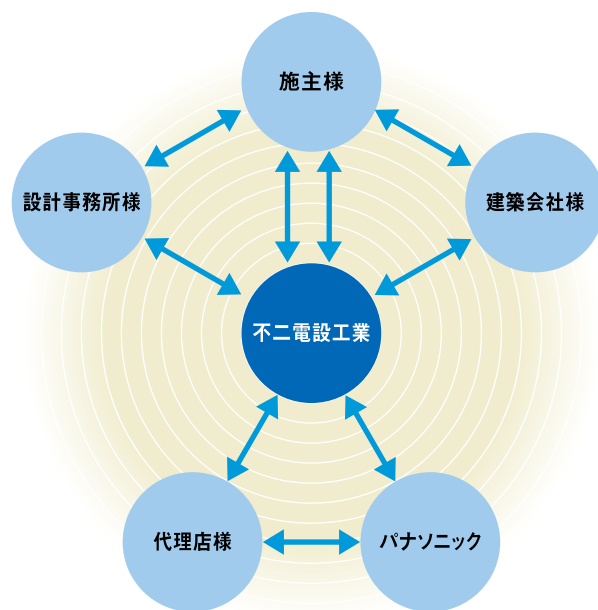 施主様
設計事務所様
建築会社様
不二電設工業
代理店様
パナソニック